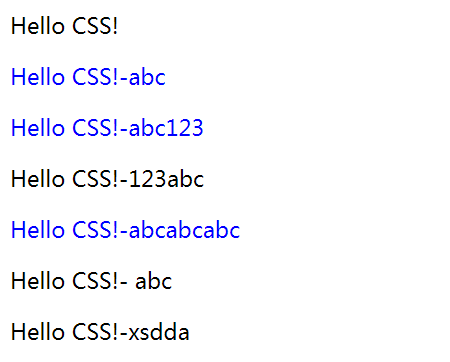 Hello CSS!
Hello CSS!-abc
Hello CSS!-abc123
Hello CSS!-123abc
Hello CSS!-abcabcabc
Hello CSS!- abc
Hello CSS!-xsdda